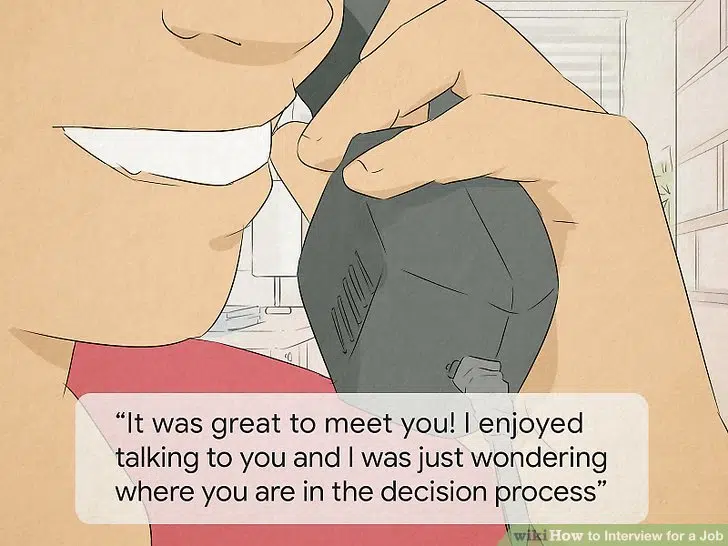 “It was great to meet you! I enjoyed
talking to you and I was just wondering
where you are in the decision process”
wikiHow to Interview for a Job